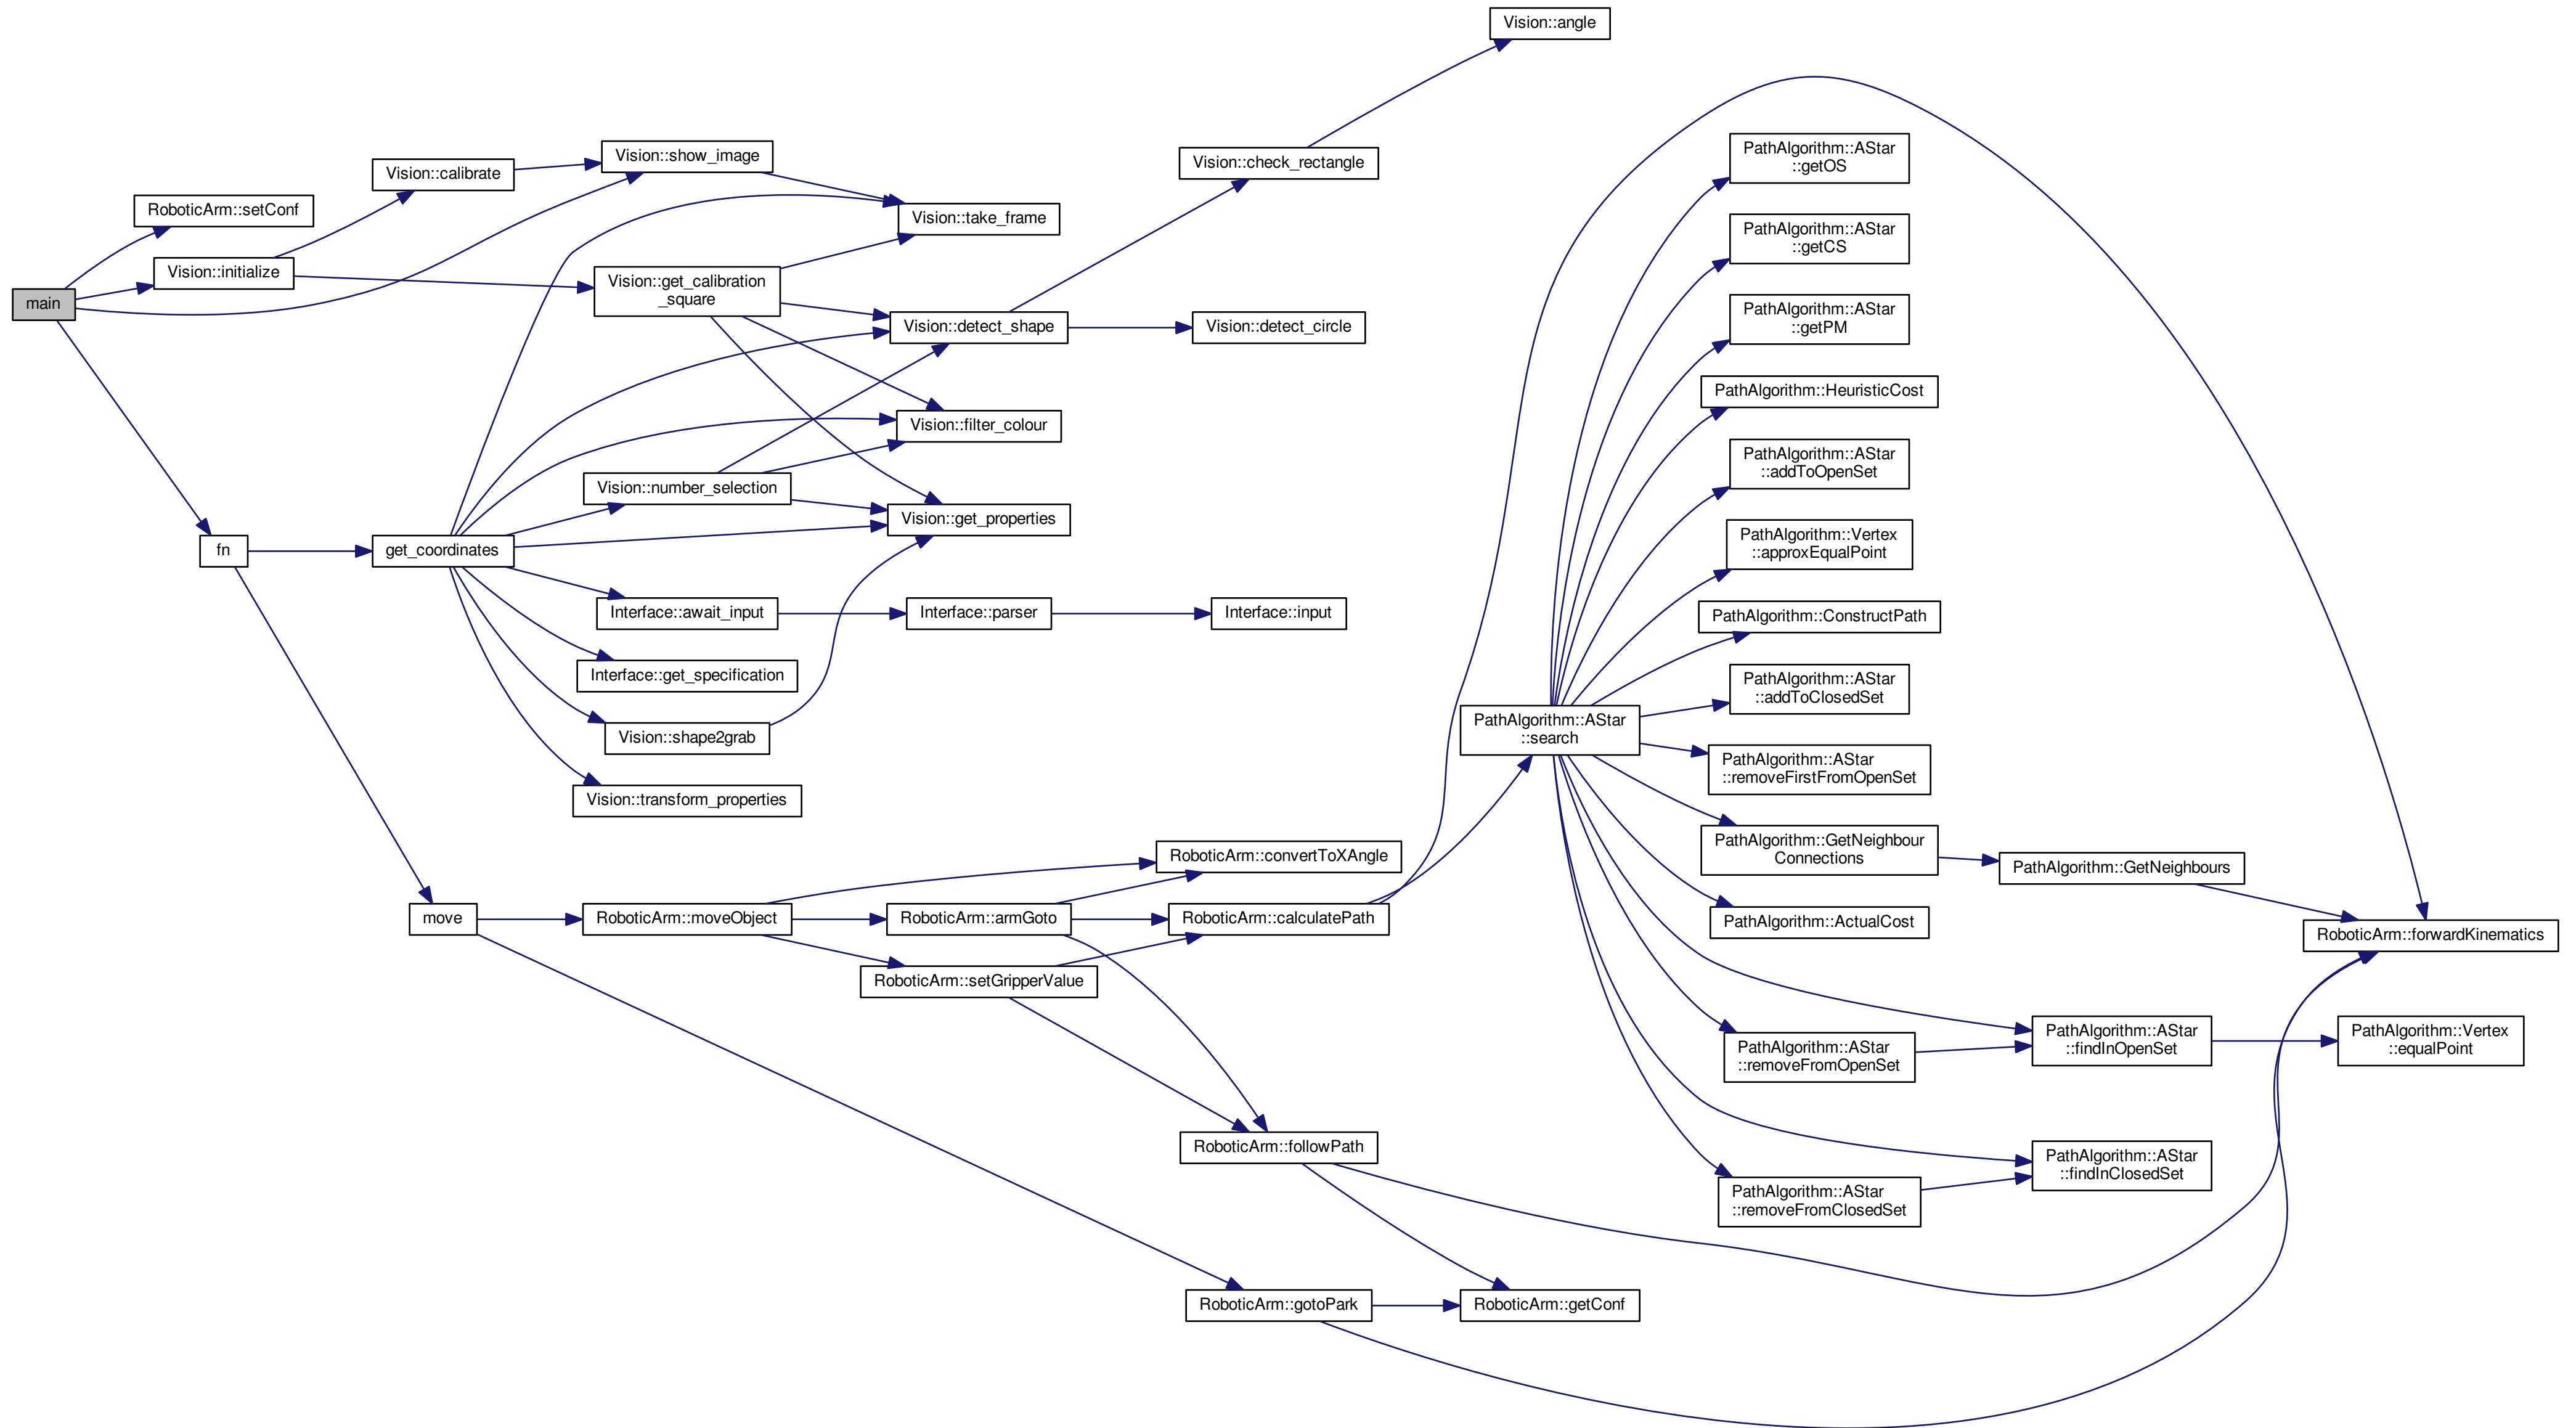 Vision::angle
Vision::show_image
Vision::check_rectangle
PathAlgorithm::AStar
::getOS
Vision::calibrate
RoboticArm::setConf
Vision::take_frame
PathAlgorithm::AStar
::getCS
Vision::initialize
Vision::get_calibration
_square
main
Vision::detect_shape
Vision::detect_circle
PathAlgorithm::AStar
::getPM
PathAlgorithm::HeuristicCost
Vision::filter_colour
PathAlgorithm::AStar
::addToOpenSet
Vision::number_selection
Vision::get_properties
fn
get_coordinates
PathAlgorithm::Vertex
::approxEqualPoint
Interface::await_input
Interface::parser
Interface::input
PathAlgorithm::ConstructPath
Interface::get_specification
PathAlgorithm::AStar
::addToClosedSet
Vision::shape2grab
PathAlgorithm::AStar
::search
PathAlgorithm::AStar
::removeFirstFromOpenSet
Vision::transform_properties
RoboticArm::convertToXAngle
PathAlgorithm::GetNeighbour
Connections
PathAlgorithm::GetNeighbours
move
RoboticArm::moveObject
RoboticArm::armGoto
RoboticArm::calculatePath
PathAlgorithm::ActualCost
RoboticArm::forwardKinematics
RoboticArm::setGripperValue
PathAlgorithm::AStar
::findInOpenSet
PathAlgorithm::Vertex
::equalPoint
PathAlgorithm::AStar
::removeFromOpenSet
RoboticArm::followPath
PathAlgorithm::AStar
::findInClosedSet
PathAlgorithm::AStar
::removeFromClosedSet
RoboticArm::gotoPark
RoboticArm::getConf